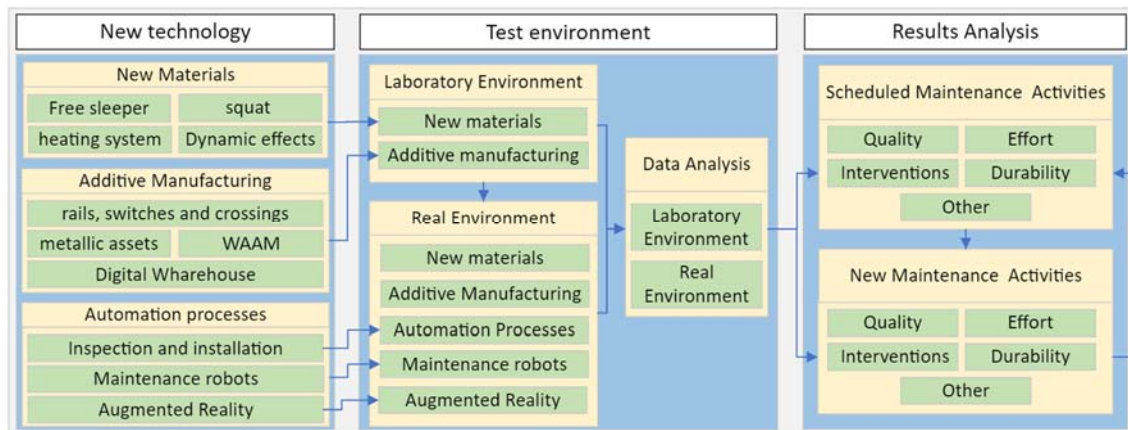 New technology
New Materials
Free sleeper
squat
heating system
Dynamic effects
Additive Manufacturing
rails, switches and crossings
metallic assets
WAAM
Digital Wharehouse
Automation processes
Inspection and installation
Maintenance robots
Augmented Reality
Test environment
Laboratory Environment
New materials
Additive manufacturing
Real Environment
New materials
Additive Manufacturing
Automation Processes
Maintenance robots
Augmented Reality
Data Analysis
Laboratory
Environment
Real
Environment
Results Analysis
Scheduled Maintenance Activities
Quality
Effort
Interventions
Durability
Other
New Maintenance Activities
Quality
Effort
Interventions
Durability
Other